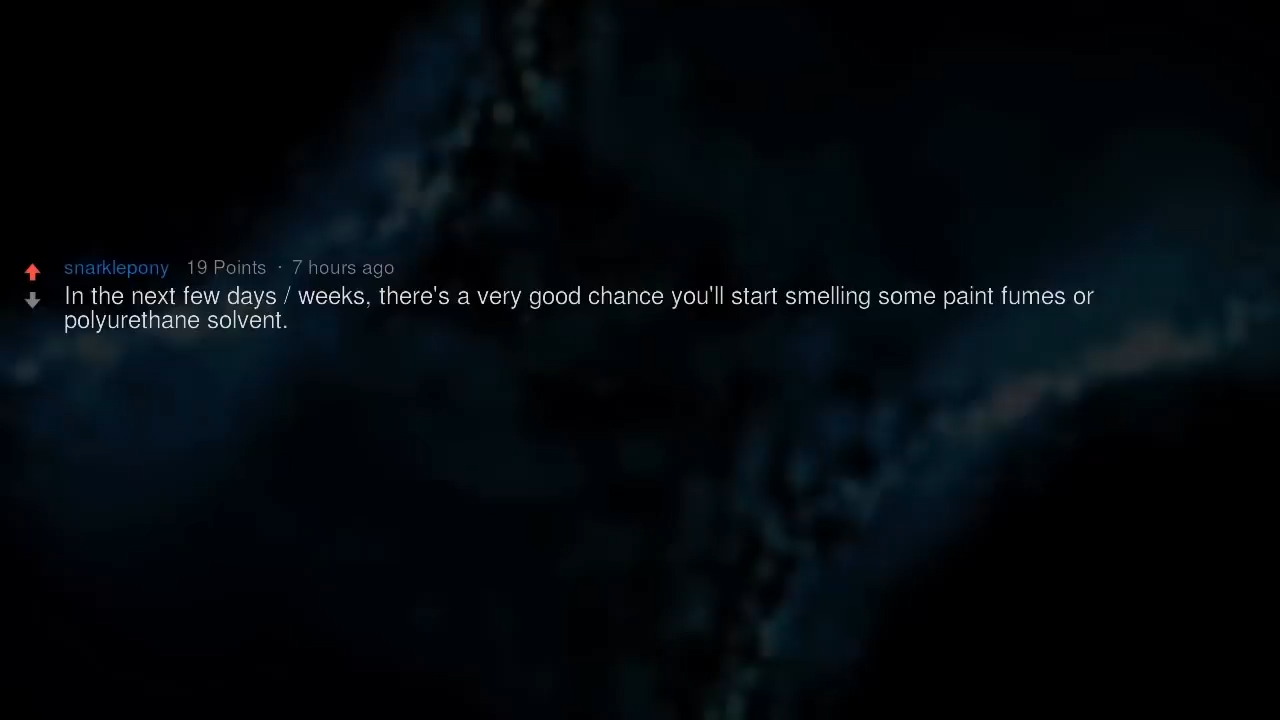 snarklepony 19 Points · 7 hours ago
In the next few days / weeks, there's a very good chance you'll start smelling some paint fumes or
polyurethane solvent.